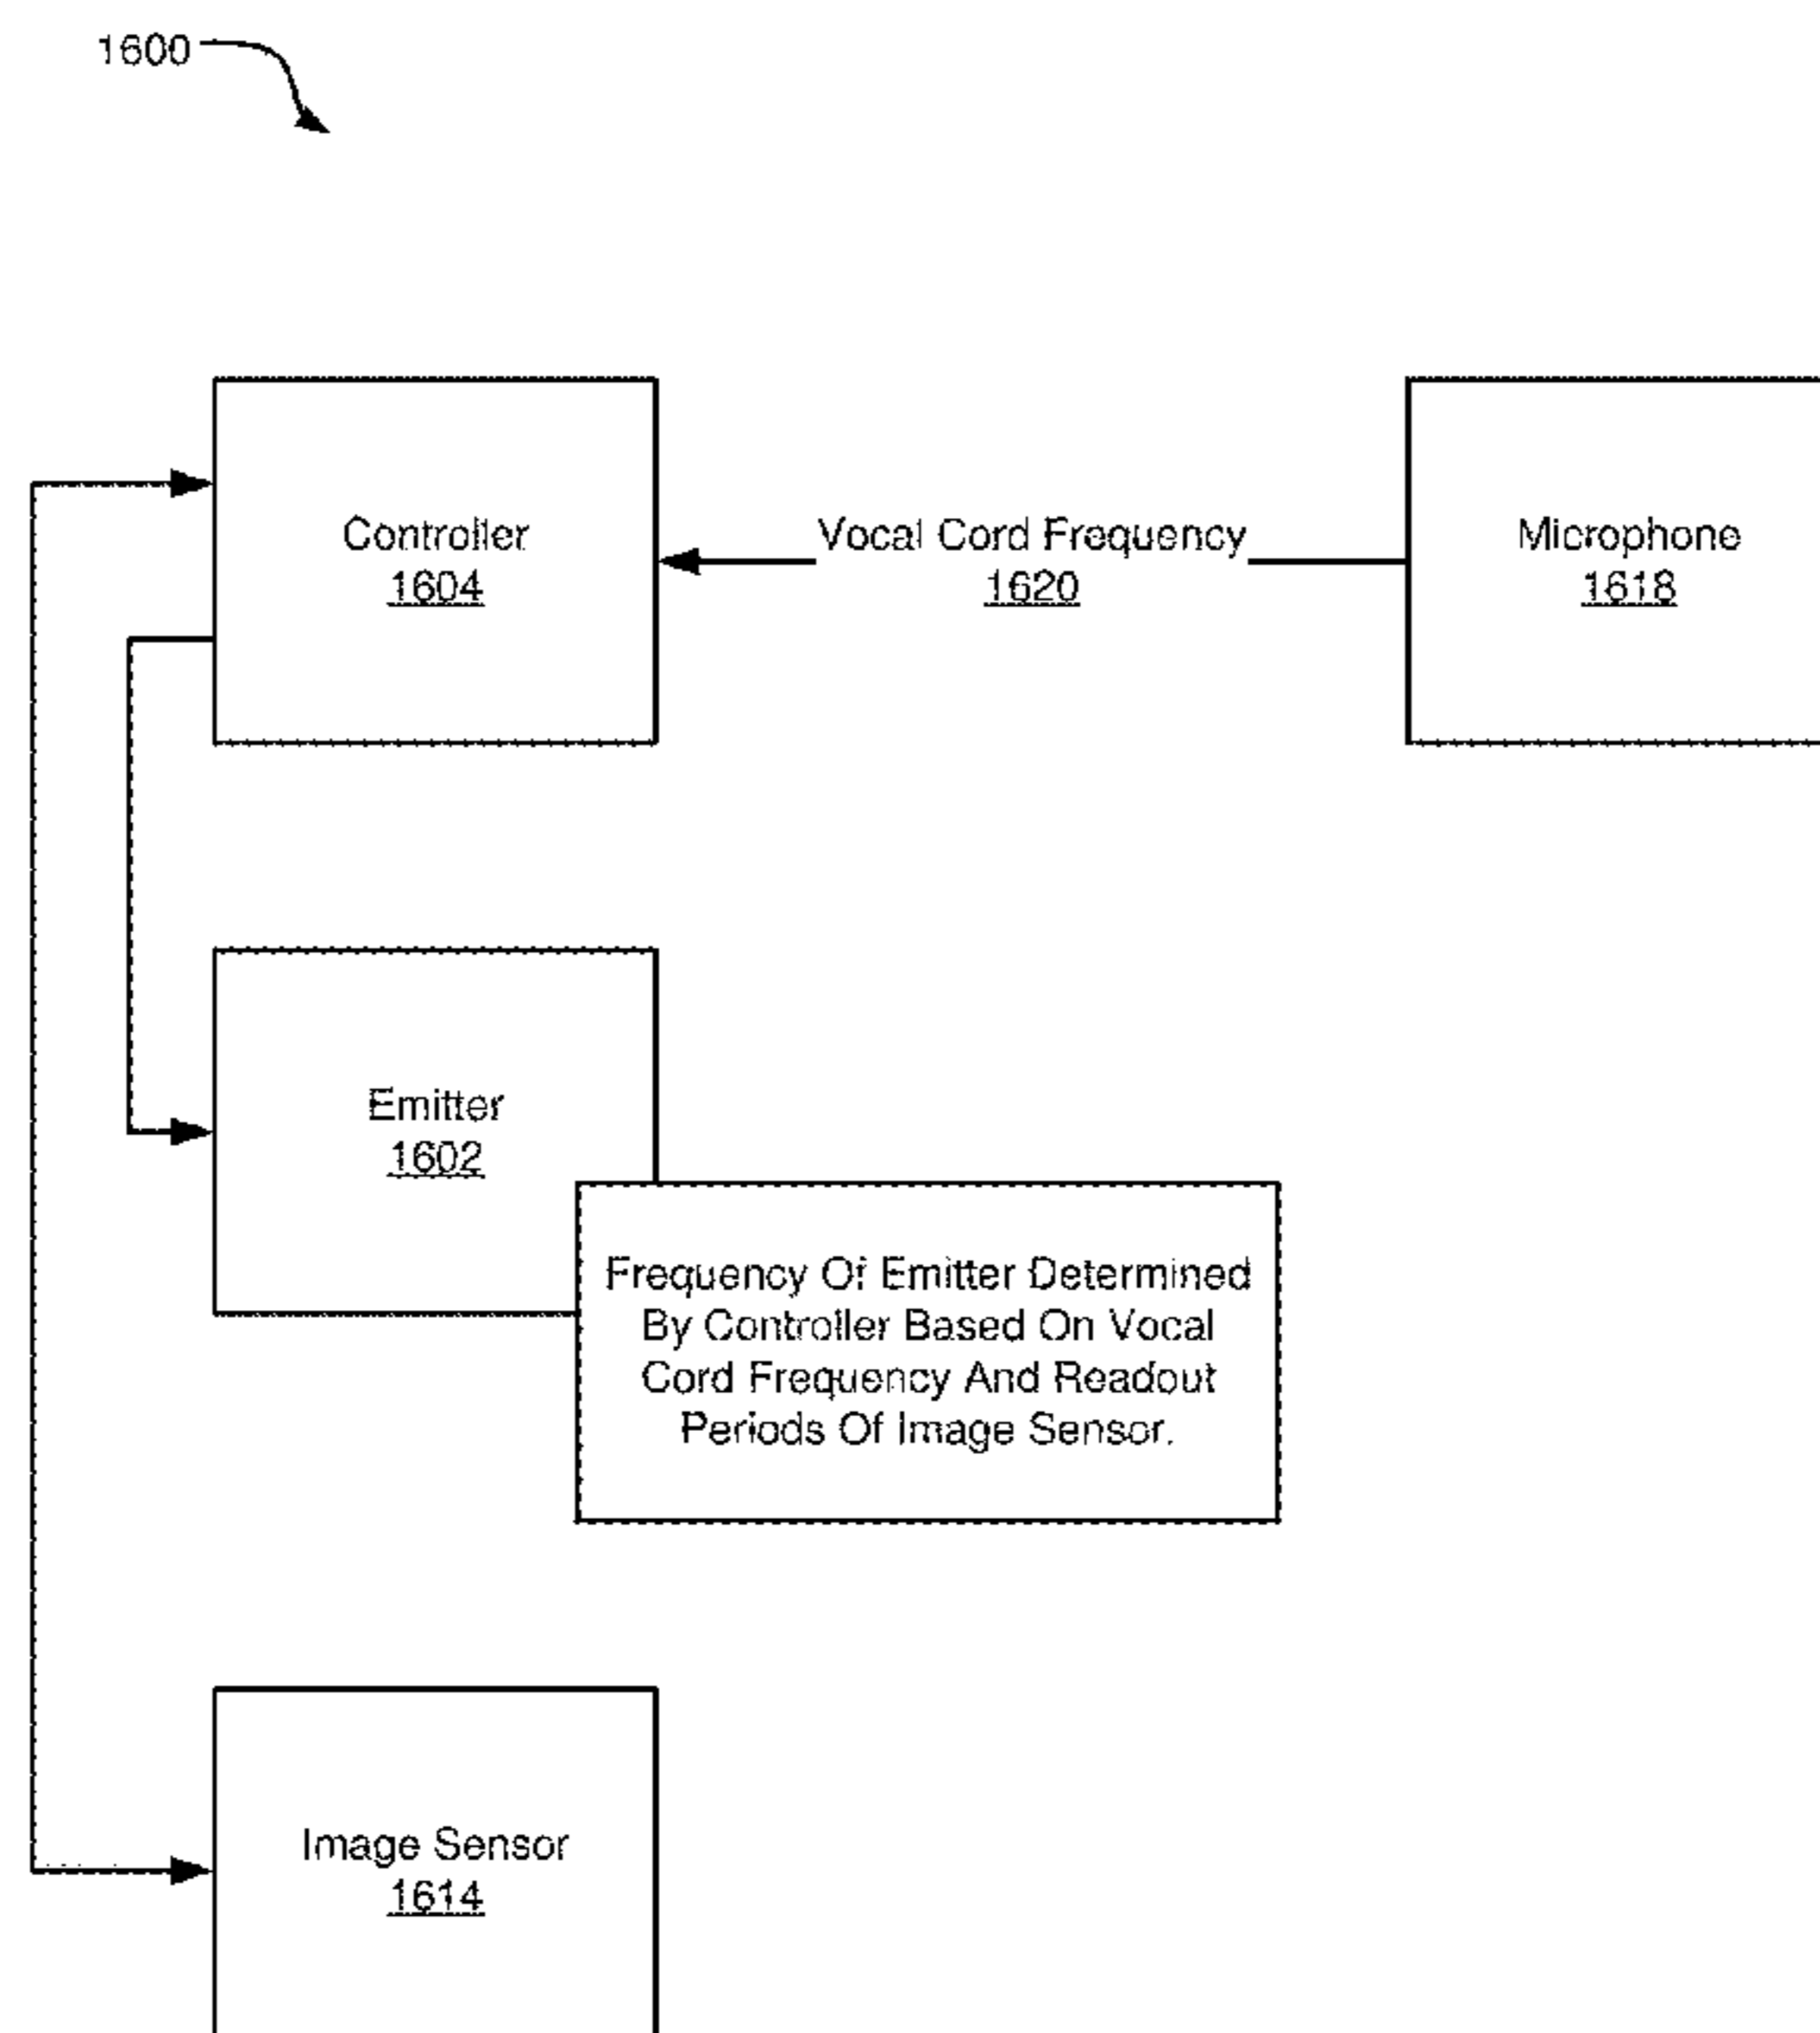 1600
Controller
1604
Vocal Cord Frequency
1620
Microphone
1618
Emitter
1602
Frequency Of Emitter Determined
By Controller Based On Vocal
Cord Frequency And Readout
Periods Of Image Sensor.
Image Sensor
1614